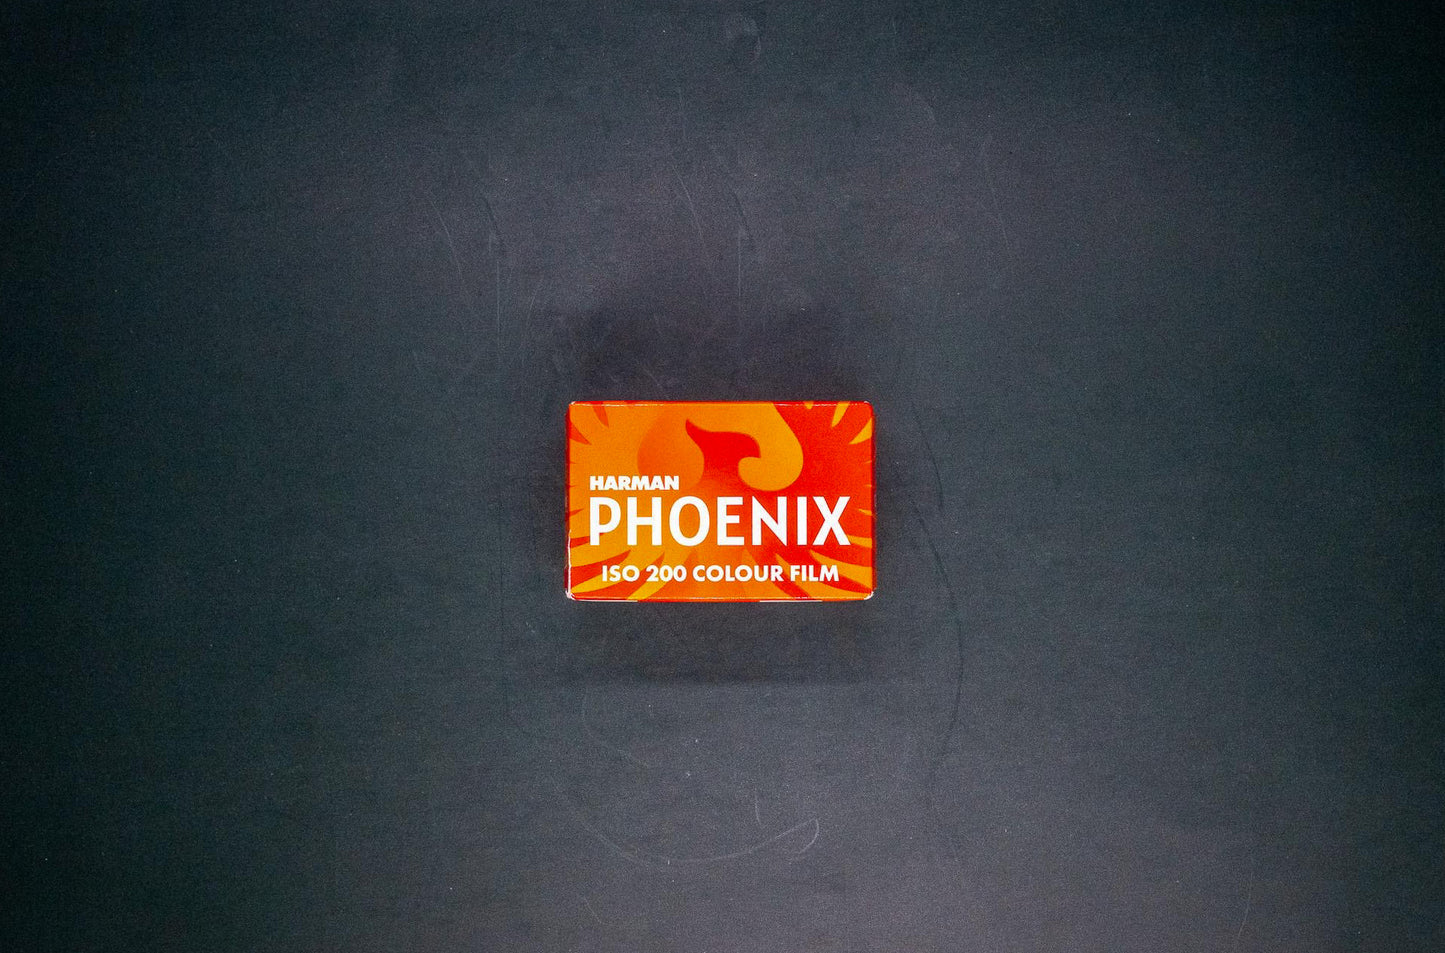 HARMAN
PHOENIX
ISO 200 COLOUR FILM